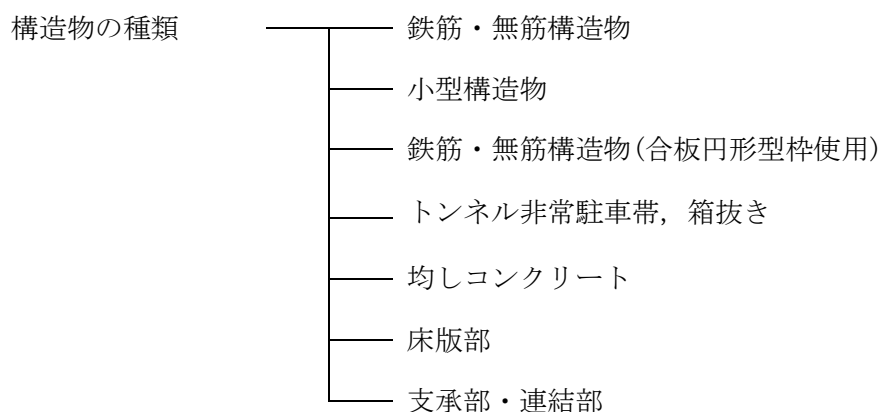 構造物の種類
鉄筋・無筋構造物
小型構造物
鉄筋・無筋構造物(合板円形型枠使用)
トンネル非常駐車帯，箱抜き
均しコンクリート
床版部
支承部・連結部